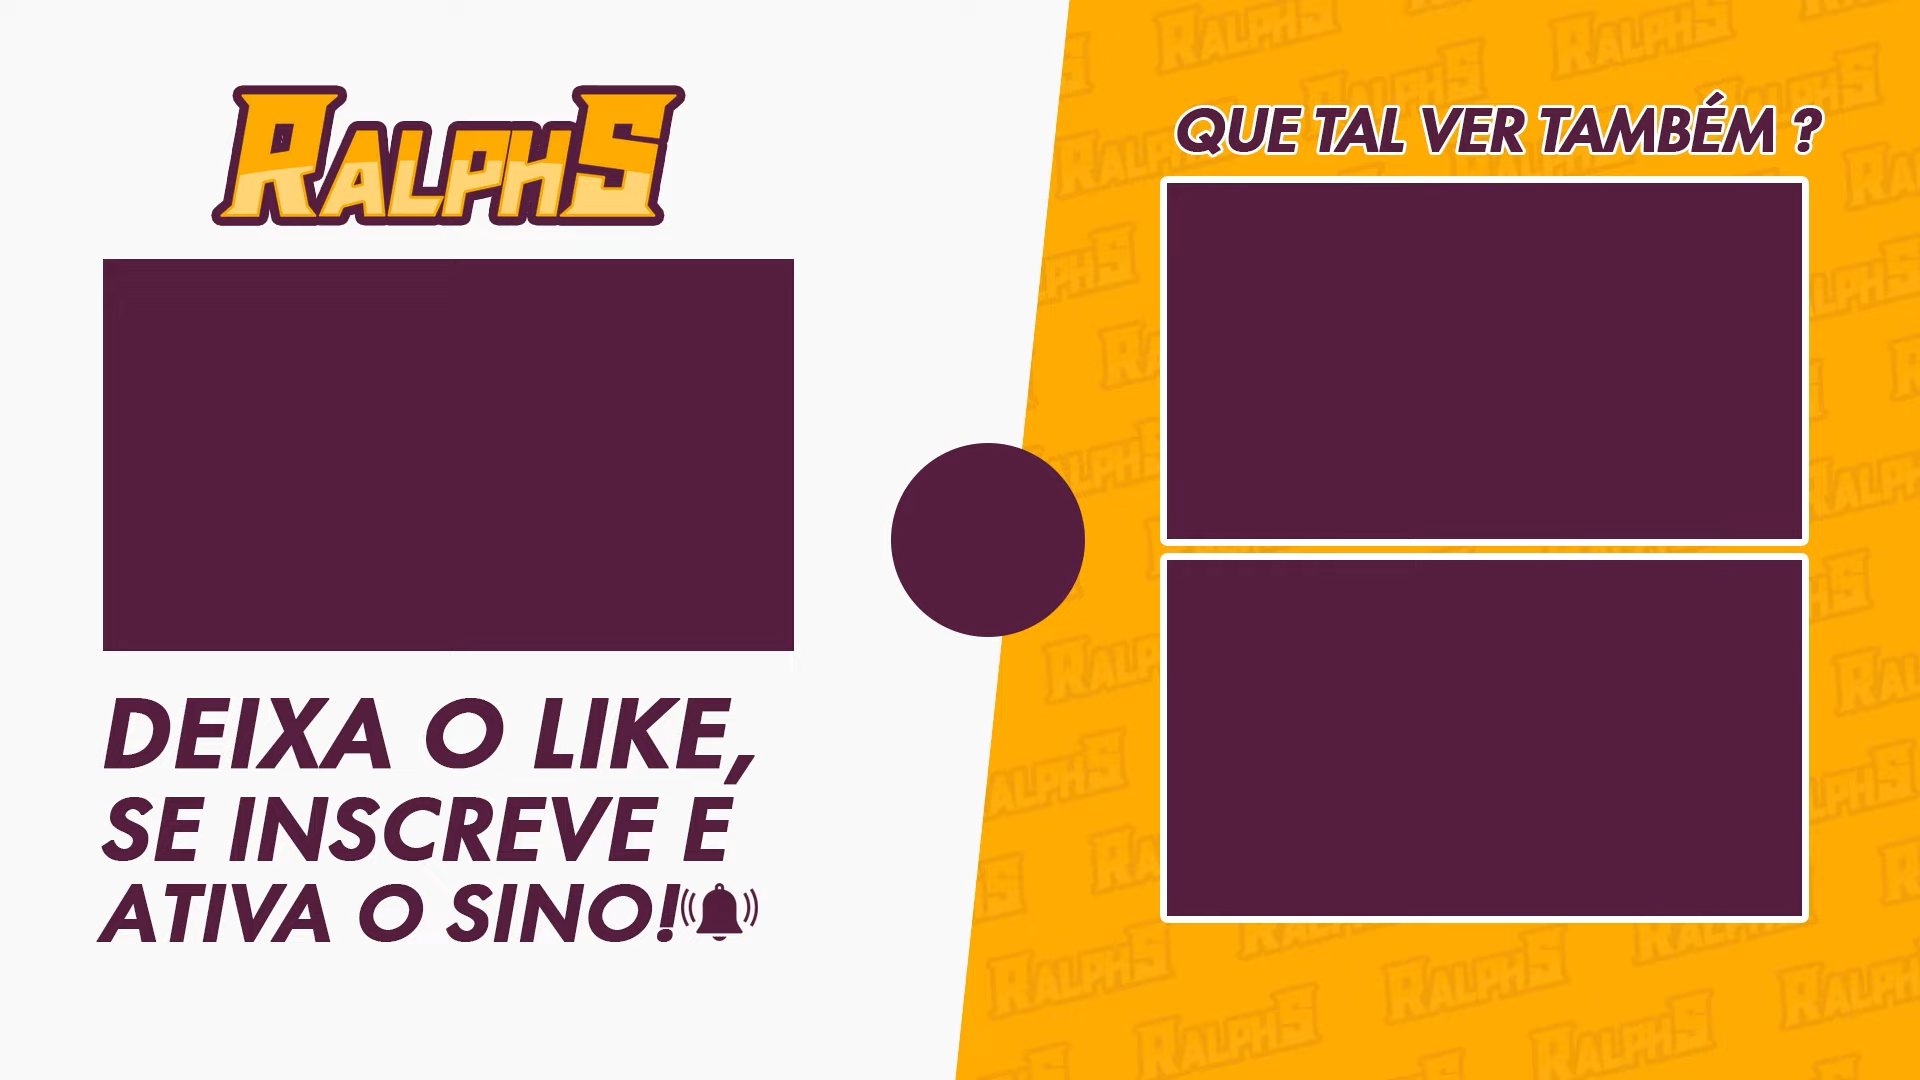 RALPHS
DEIXA O LIKE,
SE INSCREVE E
ATIVA O SINO!
QUE TAL VER TAMBÉM ?